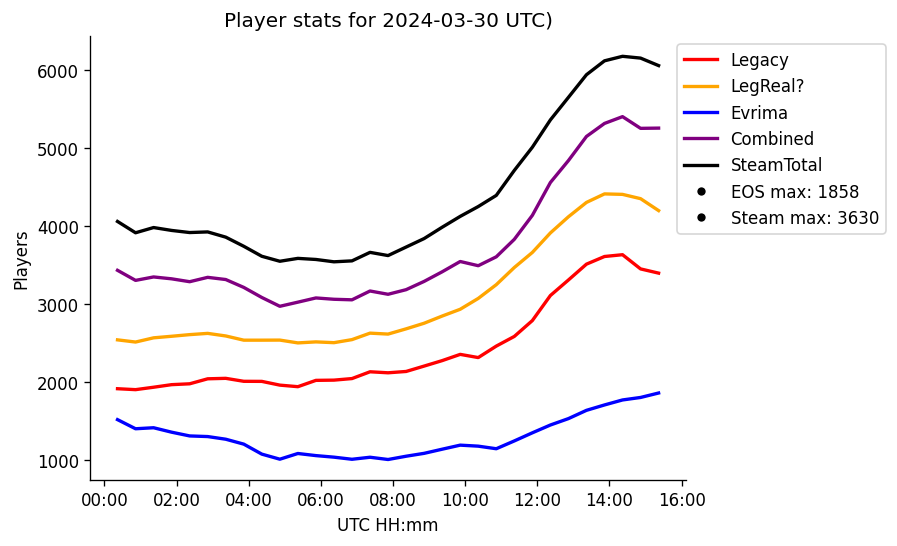 Player stats for 2024-03-30 UTC)
Players
6000
5000
4000
3000
2000
1000
00:00 02:00 04:00 06:00 08:00 10:00 12:00 14:00 16:00
UTC HH:mm
Legacy
LegReal?
Evrima
Combined
SteamTotal
EOS max: 1858
Steam max: 3630